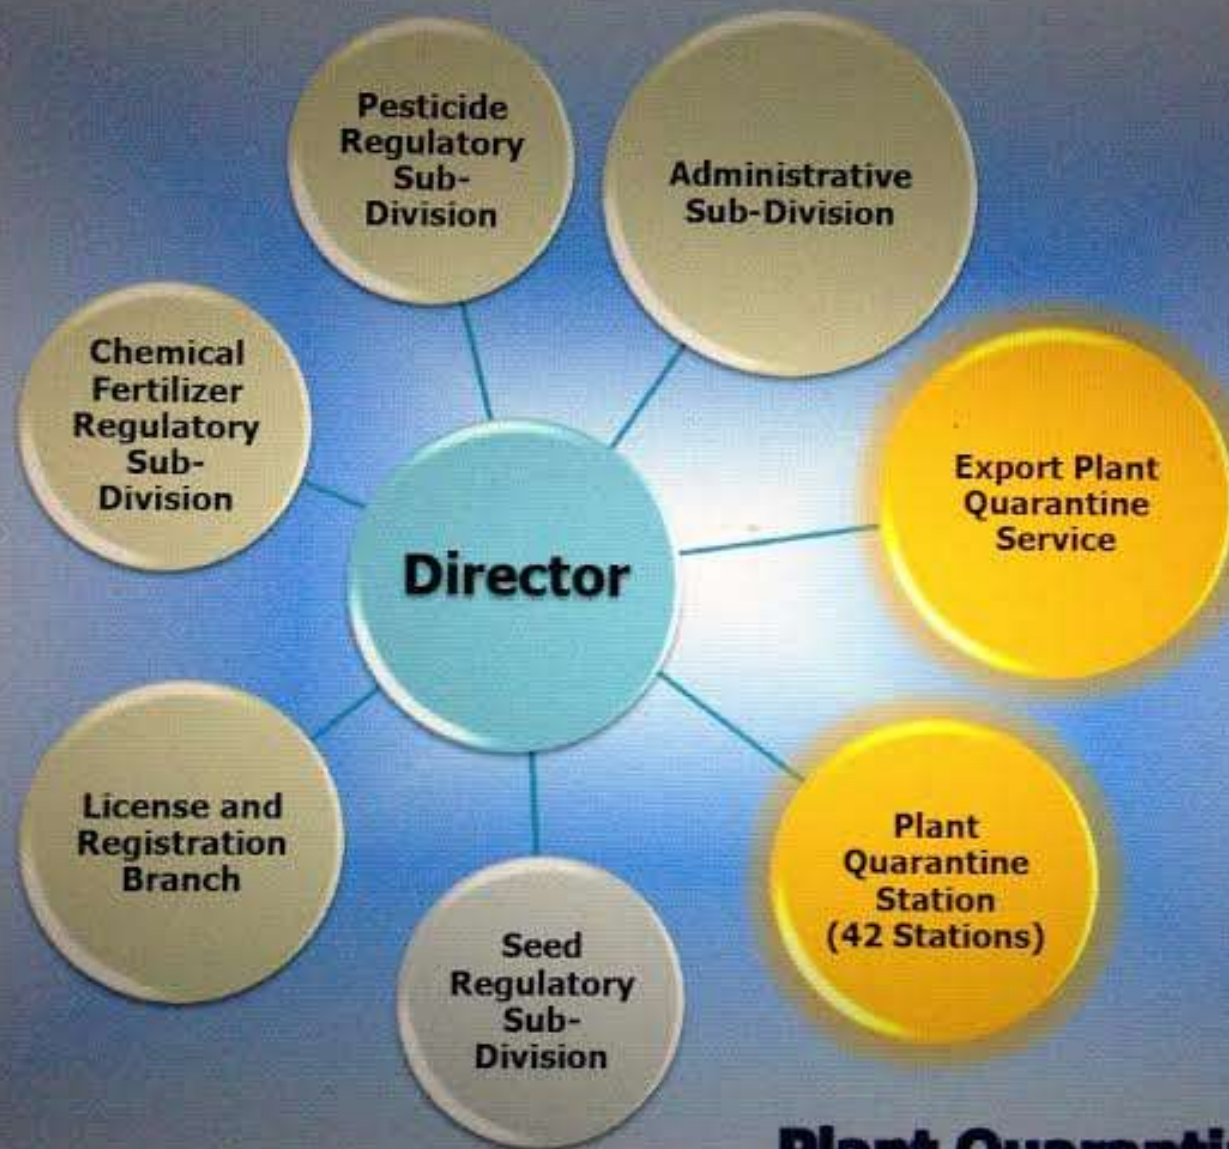 Pesticide
Regulatory
Sub-
Division
Administrative
Sub-Division
Chemical
Fertilizer
Regulatory
Sub-
Division
Export Plant
Quarantine
Service
Director
License and
Registration
Branch
Plant
Quarantine
Station
(42 Stations)
Seed
Regulatory
Sub-
Division
Plant